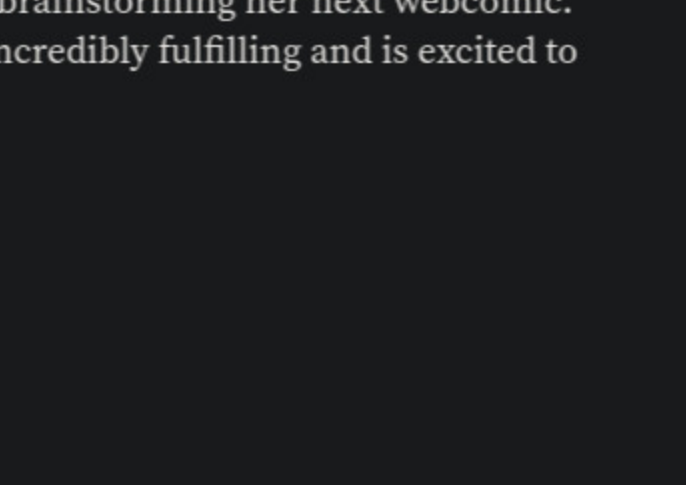 brainstorming her next webcomic.
ncredibly fulfilling and is excited to